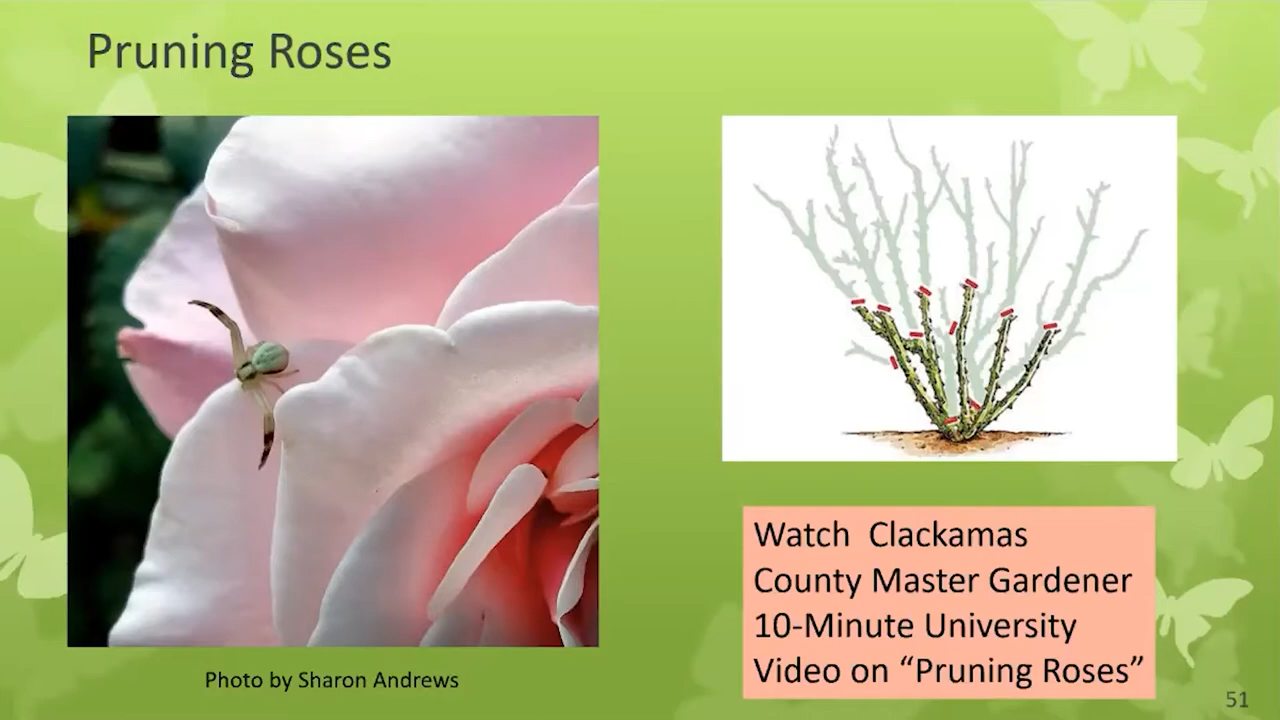 Pruning Roses
Photo by Sharon Andrews
Watch Clackamas
County Master Gardener
10-Minute University
Video on “Pruning Roses”
51